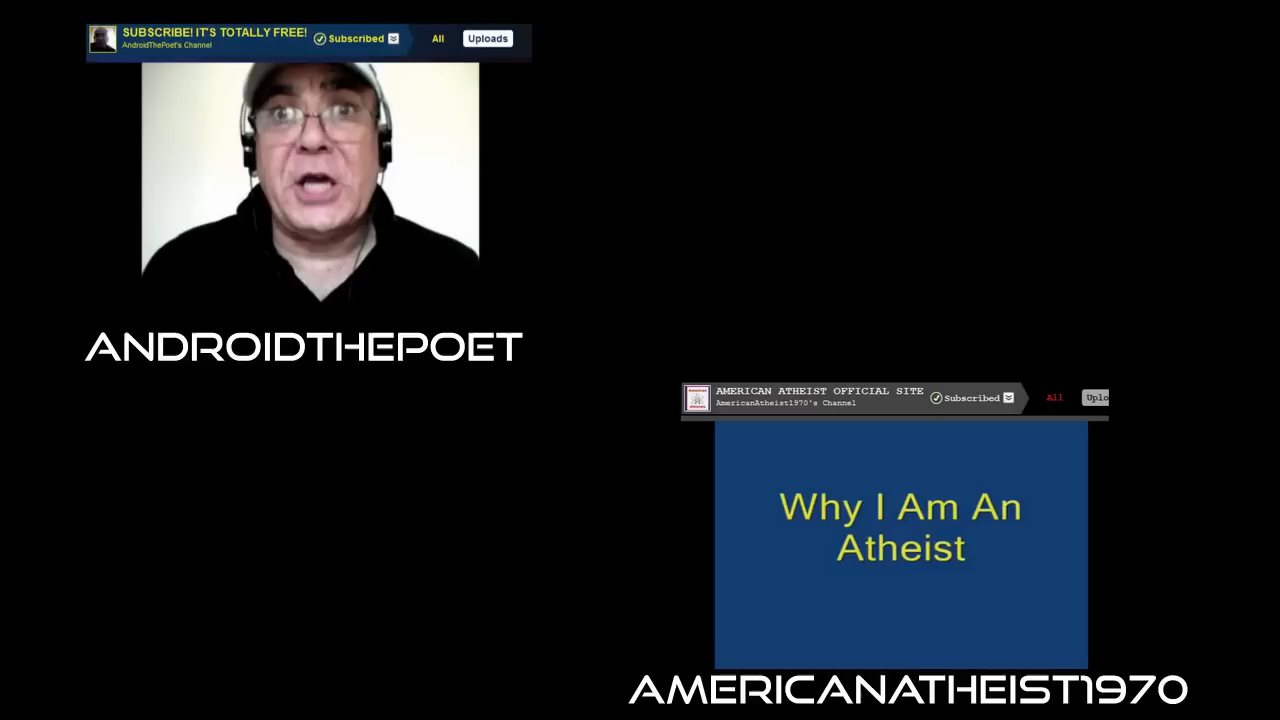 SUBSCRIBE! IT'S TOTALLY FREE!
AndroidThePoet's Channel
Subscribed
All
Uploads
ANDROIDTHEPOET
AMERICAN ATHEIST OFFICIAL SITE
AmericanAtheist1970's Channel
Subscribed
All
Uplo
Why I Am An
Atheist
AMERICANATHEIST1970